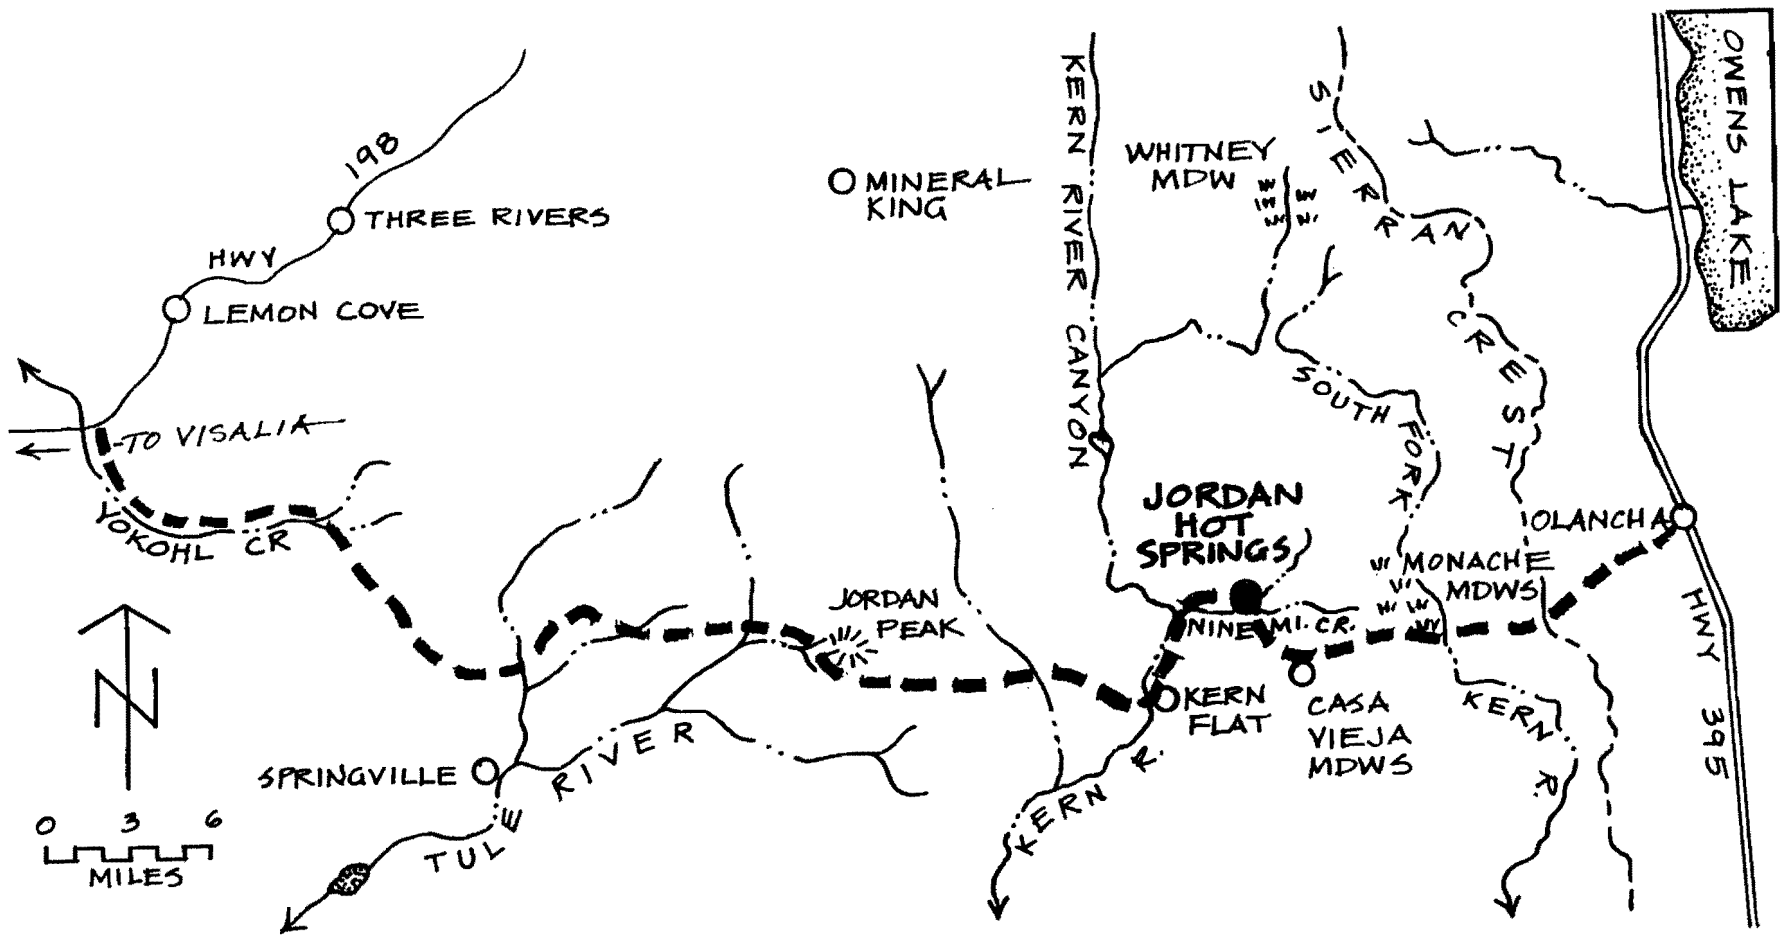 OWENS LAKE
KERN RIVER CANYON
SIERRAN CREST
WHITNEY
MDW
MINERAL
KING
198
THREE RIVERS
HWY
LEMON COVE
TO VISALIA
SOUTH FORK
KERN R.
YOKOHL CR
JORDAN
HOT
SPRINGS
OLANCHA
MONACHE
MDWS
JORDAN
PEAK
NINE MI. CR.
HWY 395
KERN
FLAT
CASA
VIEJA
MDWS
N
SPRINGVILLE
TULE RIVER
KERN R.
0 3 6
MILES